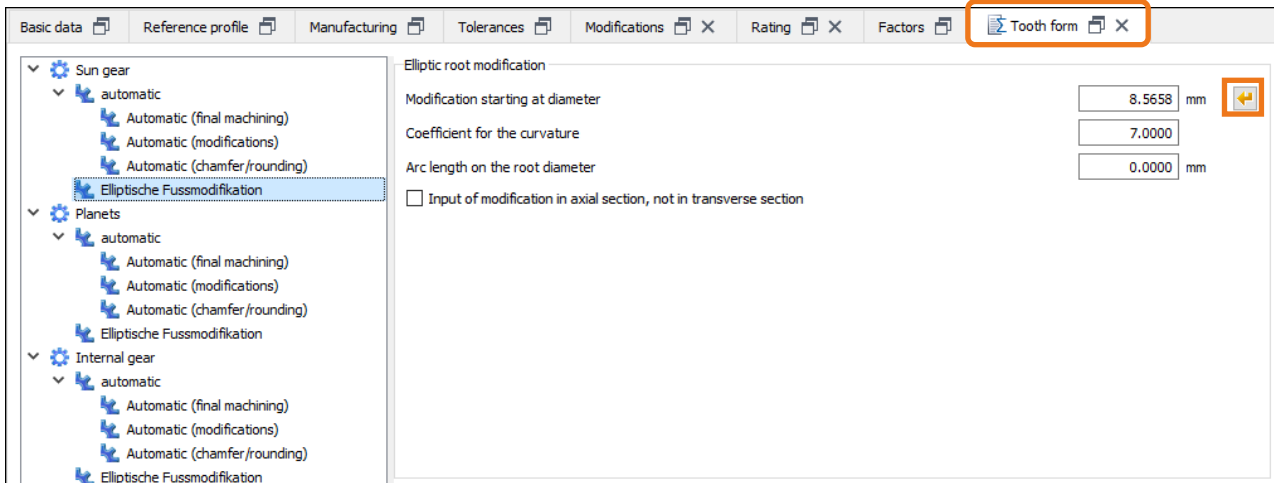 Basic data Reference profile Manufacturing Tolerances Modifications Rating Factors Tooth form
Sun gear
automatic
Automatic (final machining)
Automatic (modifications)
Automatic (chamfer/rounding)
Elliptische Fussmodifikation
Planets
automatic
Automatic (final machining)
Automatic (modifications)
Automatic (chamfer/rounding)
Elliptische Fussmodifikation
Internal gear
automatic
Automatic (final machining)
Automatic (modifications)
Automatic (chamfer/rounding)
Elliptische Fussmodifikation
Elliptic root modification
Modification starting at diameter 8.5658 mm
Coefficient for the curvature 7.0000
Arc length on the root diameter 0.0000 mm
Input of modification in axial section, not in transverse section